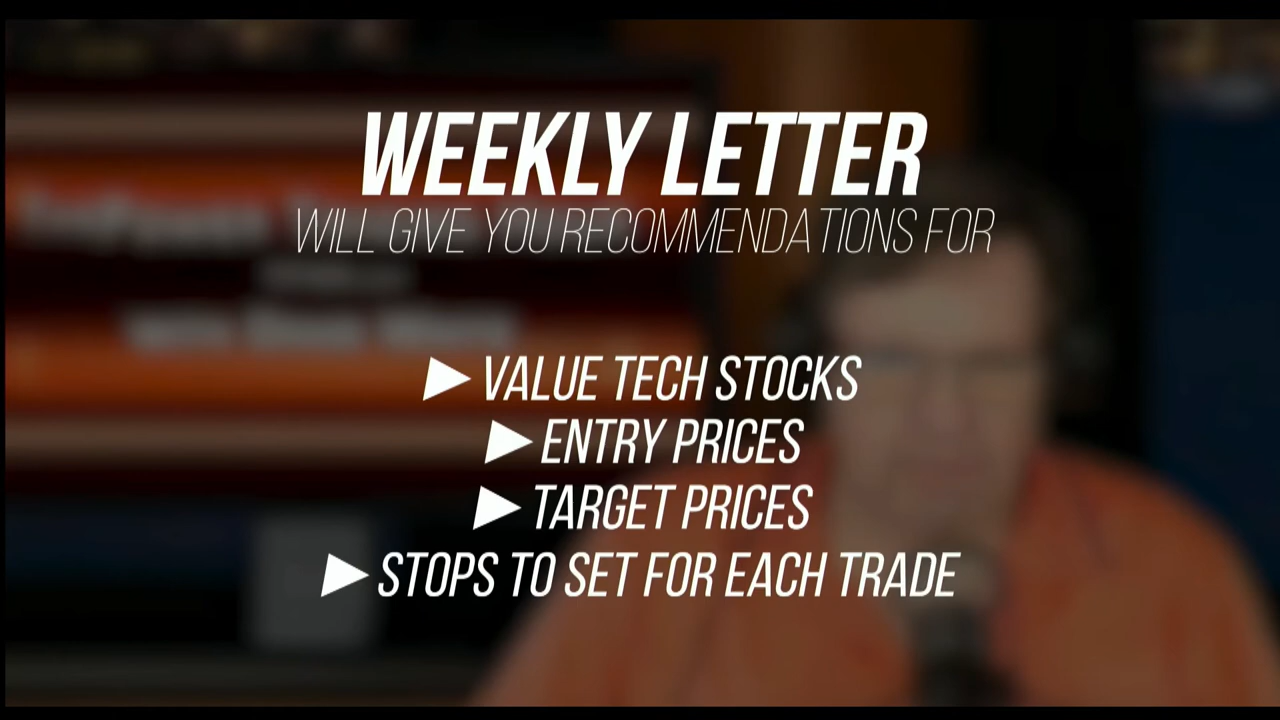 WEEKLY LETTER
WILL GIVE YOU RECOMMENDATIONS FOR
► VALUE TECH STOCKS
► ENTRY PRICES
► TARGET PRICES
► STOPS TO SET FOR EACH TRADE